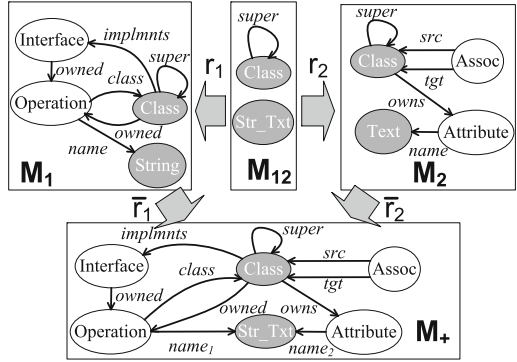 Interface
implmnts
super
owned
class
Operation
Class
owned
name
String
M1
super
Class
Str_Txt
M12
r1
r2
super
Class
src
tgt
Assoc
owns
Text
name
Attribute
M2
r̅1
r̅2
implmnts
super
Interface
class
Class
src
tgt
Assoc
owned
owned
owns
Operation
Str_Txt
Attribute
name1
name2
M+